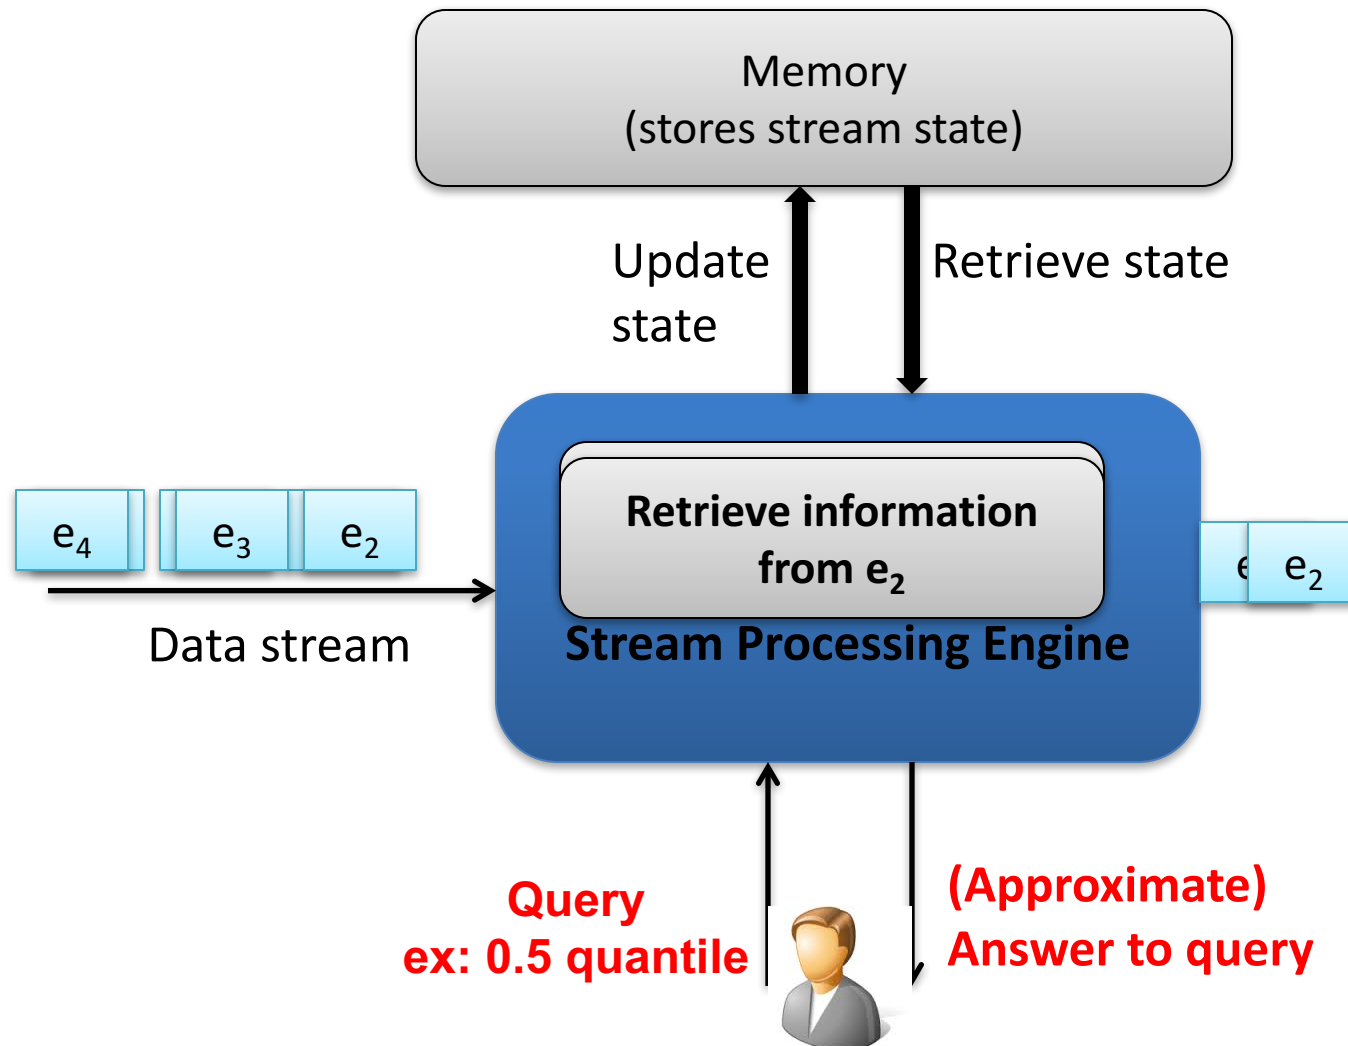 Memory
(stores stream state)
Update
state
Retrieve state
Retrieve information
from e₂
e₄
e₃
e₂
e
e₂
Data stream
Stream Processing Engine
Query
ex: 0.5 quantile
(Approximate)
Answer to query